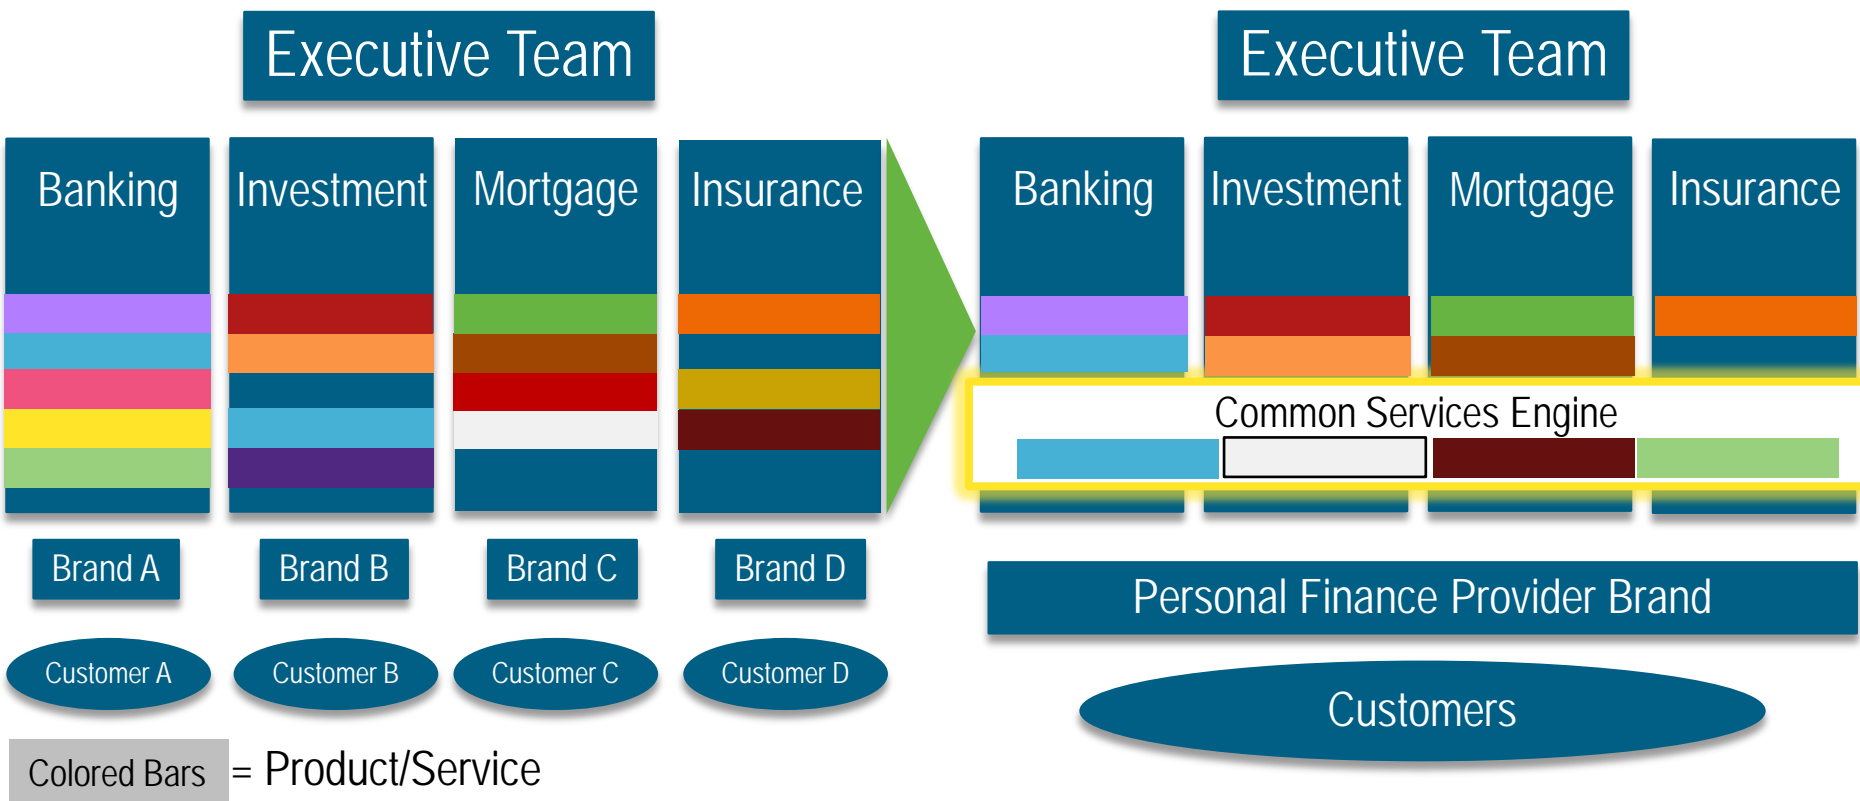 Executive Team
Executive Team
Banking
Investment
Mortgage
Insurance
Banking
Investment
Mortgage
Insurance
Common Services Engine
Brand A
Brand B
Brand C
Brand D
Personal Finance Provider Brand
Customer A
Customer B
Customer C
Customer D
Customers
Colored Bars = Product/Service